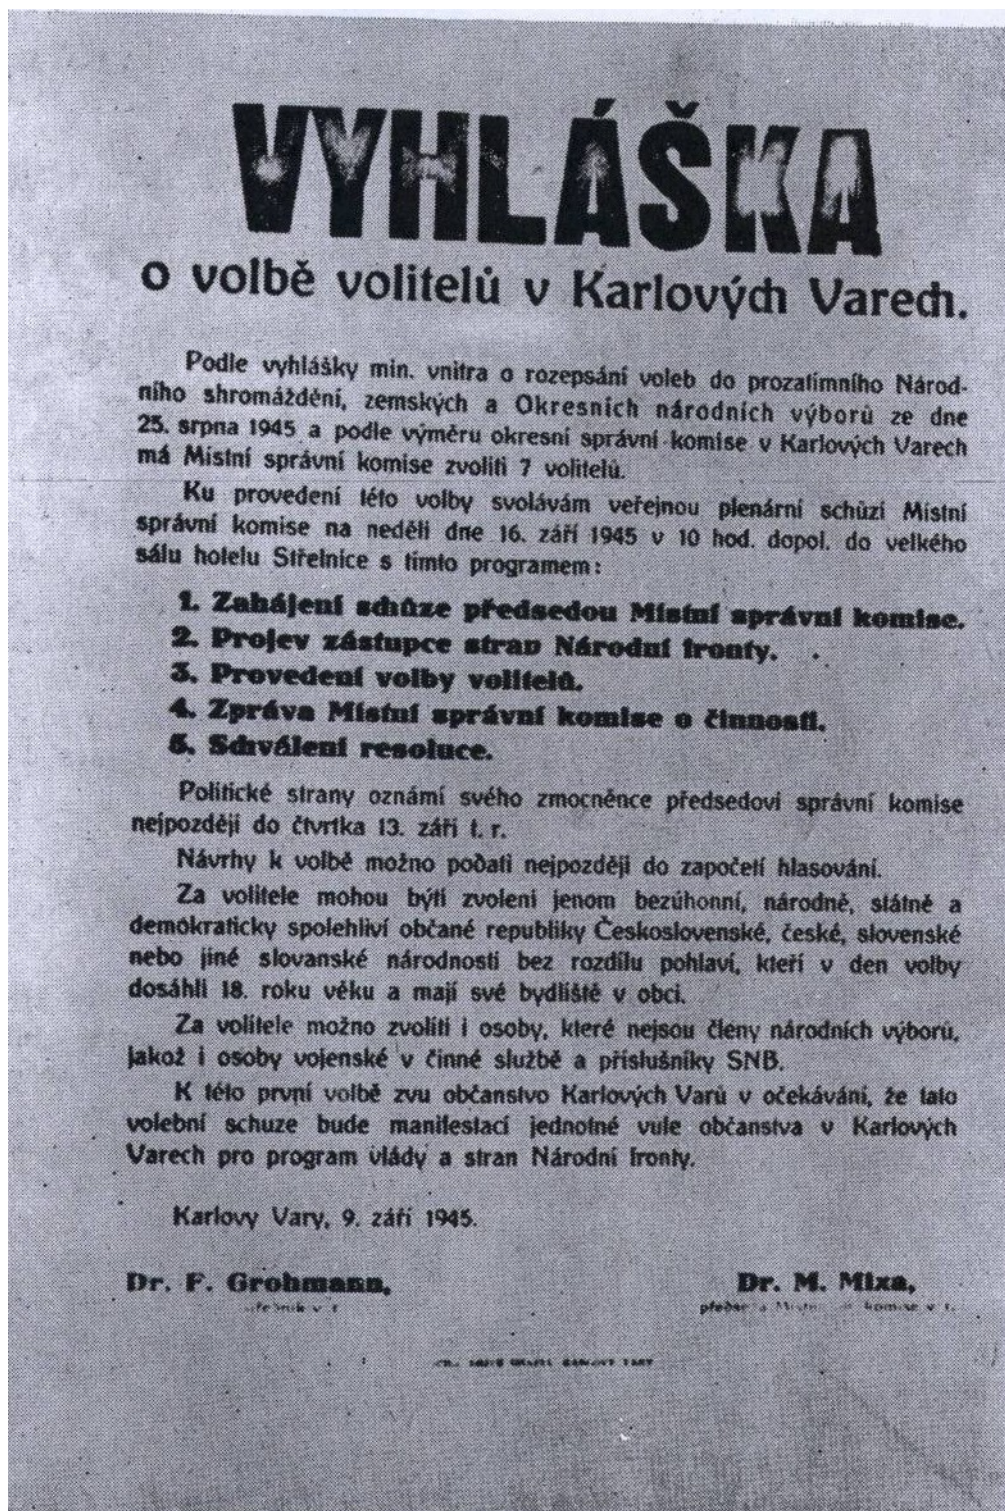 VYHLÁŠKA
o volbě volitelů v Karlových Varech.
Podle vyhlášky min. vnitra o rozepsání voleb do prozatimního Národ-
ního shromáždění, zemských a Okresních národních výborů ze dne
25. srpna 1945 a podle výměru okresní správní komise v Karlových Varech
má Místní správní komise zvoliti 7 volitelů.
Ku provedení této volby svolávám veřejnou plenární schůzi Místní
správní komise na neděli dne 16. září 1945 v 10 hod. dopol. do velkého
sálu hotelu Střelnice s tímto programem:
1. Zahájení schůze předsedou Místní správní komise.
2. Projev zástupce stran Národní fronty.
3. Provedení volby volitelů.
4. Zpráva Místní správní komise o činnosti.
5. Schválení resoluce.
Politické strany oznámí svého zmocněnce předsedovi správní komise
nejpozději do čtvrtka 13. září t. r.
Návrhy k volbě možno podati nejpozději do započetí hlasování.
Za volitele mohou býti zvoleni jenom bezúhonní, národně, státně a
demokraticky spolehliví občané republiky Československé, české, slovenské
nebo jiné slovanské národnosti bez rozdílu pohlaví, kteří v den volby
dosáhli 18. roku věku a mají své bydliště v obci.
Za volitele možno zvoliti i osoby, které nejsou členy národních výborů,
jakož i osoby vojenské v činné službě a příslušníky SNB.
K této první volbě zvu občanstvo Karlových Varů v očekávání, že tato
volební schuze bude manifestací jednotné vule občanstva v Karlových
Varech pro program vlády a stran Národní fronty.
Karlovy Vary, 9. září 1945.
Dr. F. Grohmann,
Dr. M. Mixa,
komise v. r.
KARLOVY VARY